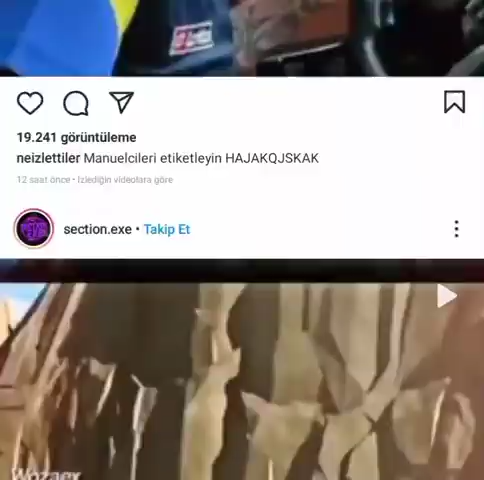 19.241 görüntüleme
neizlettiler Manuelcileri etiketleyin HAJAKQJSKAK
12 saat önce • İzlediğin videolara göre
section.exe • Takip Et